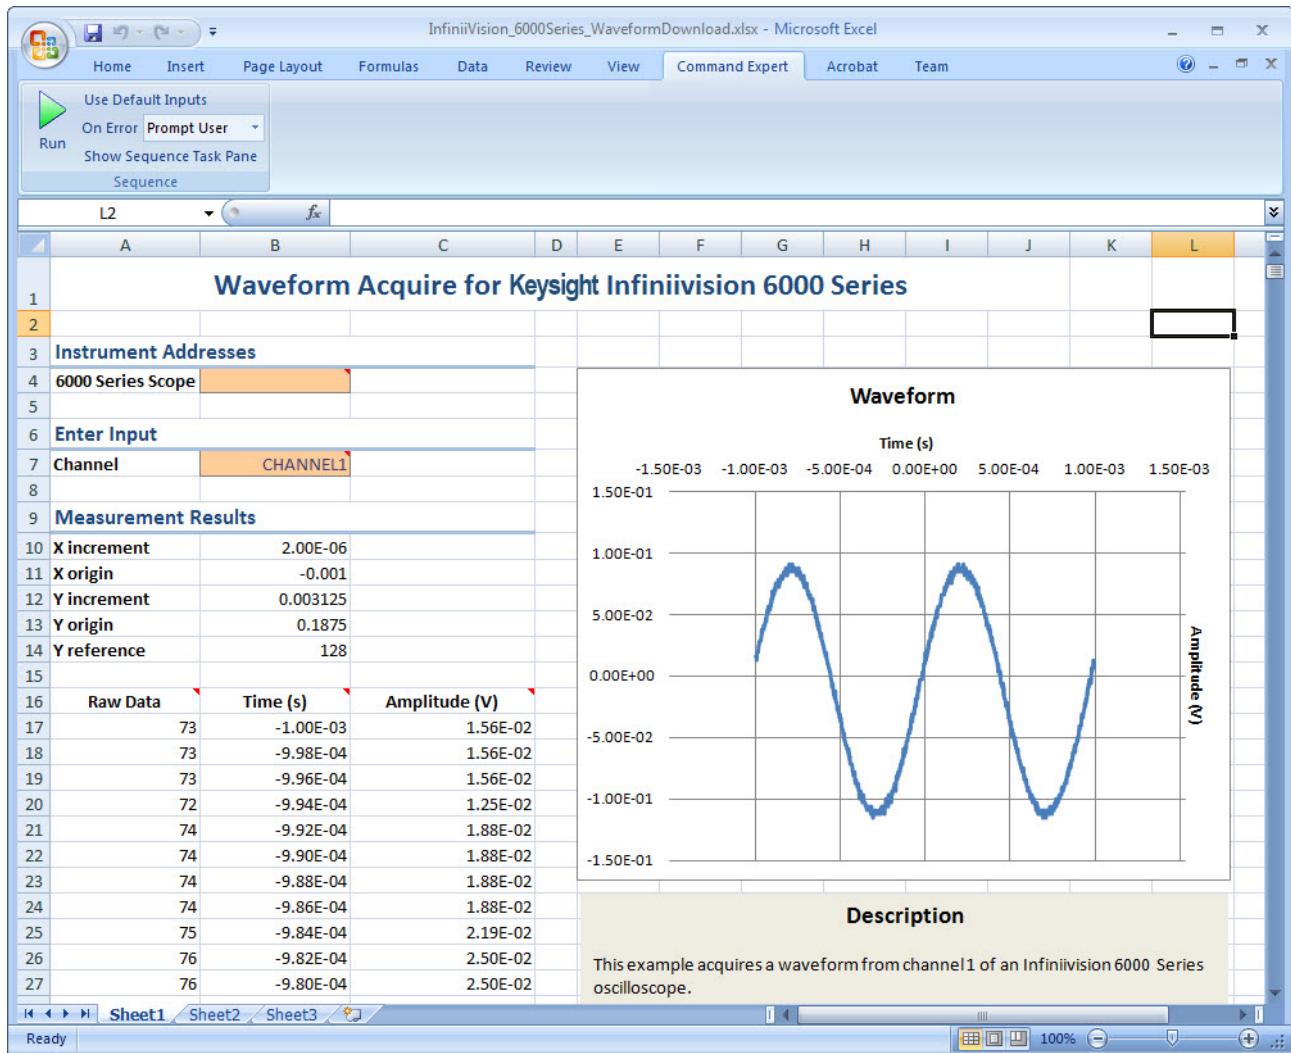 InfiniiVision_6000Series_WaveformDownload.xlsx - Microsoft Excel
Home Insert Page Layout Formulas Data Review View Command Expert Acrobat Team
Use Default Inputs
On Error Prompt User
Run
Show Sequence Task Pane
Sequence
L2 fx
A B C D E F G H I J K L
1 Waveform Acquire for Keysight Infiniivision 6000 Series
2
3 Instrument Addresses
4 6000 Series Scope
5
6 Enter Input
7 Channel CHANNEL1
8
9 Measurement Results
10 X increment 2.00E-06
11 X origin -0.001
12 Y increment 0.003125
13 Y origin 0.1875
14 Y reference 128
15
16 Raw Data Time (s) Amplitude (V)
17 73 -1.00E-03 1.56E-02
18 73 -9.98E-04 1.56E-02
19 73 -9.96E-04 1.56E-02
20 72 -9.94E-04 1.25E-02
21 74 -9.92E-04 1.88E-02
22 74 -9.90E-04 1.88E-02
23 74 -9.88E-04 1.88E-02
24 74 -9.86E-04 1.88E-02
25 75 -9.84E-04 2.19E-02
26 76 -9.82E-04 2.50E-02
27 76 -9.80E-04 2.50E-02
Waveform
Time (s)
-1.50E-03 -1.00E-03 -5.00E-04 0.00E+00 5.00E-04 1.00E-03 1.50E-03
1.50E-01
1.00E-01
5.00E-02
0.00E+00
-5.00E-02
-1.00E-01
-1.50E-01
Amplitude (V)
Description
This example acquires a waveform from channel 1 of an Infiniivision 6000 Series
oscilloscope.
Sheet1 Sheet2 Sheet3
Ready 100%